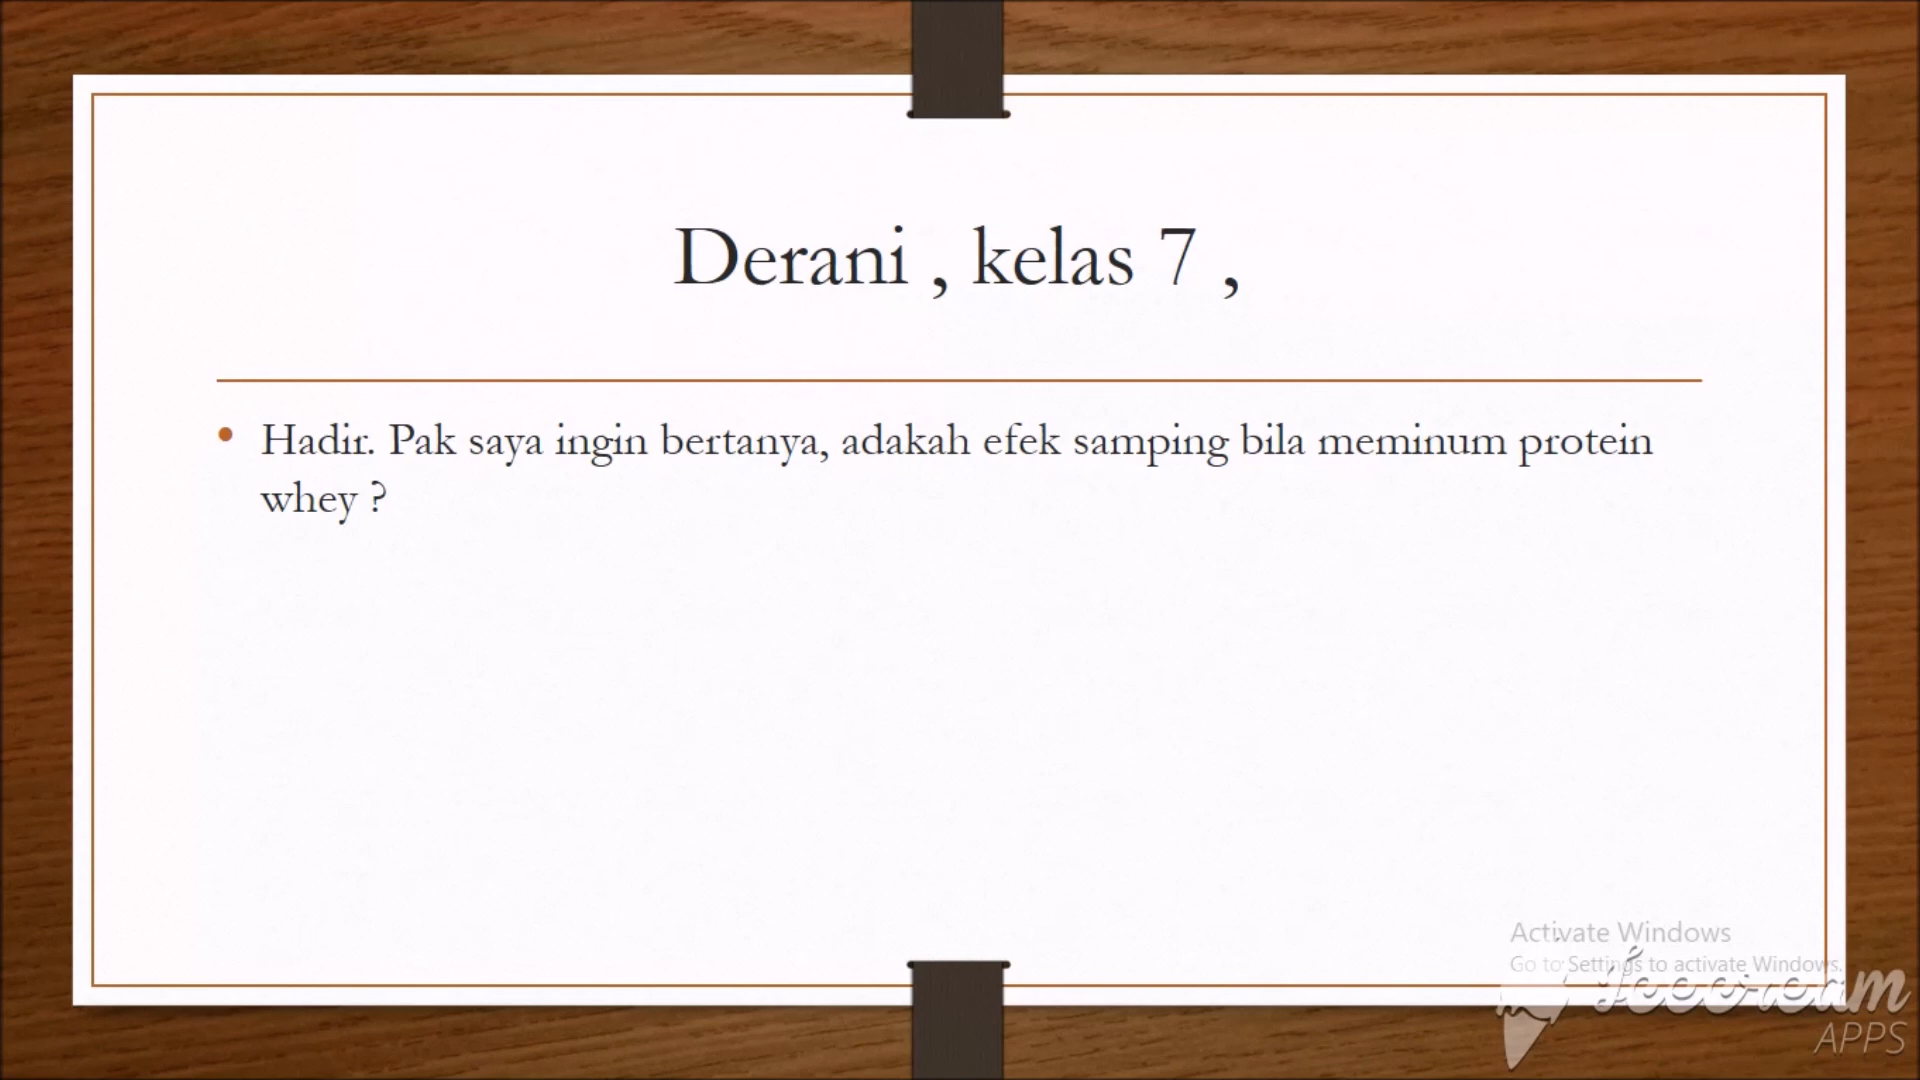 Derani , kelas 7 ,
• Hadir. Pak saya ingin bertanya, adakah efek samping bila meminum protein
whey ?
Activate Windows
Go to Settings to activate Windows.
Icecream
APPS